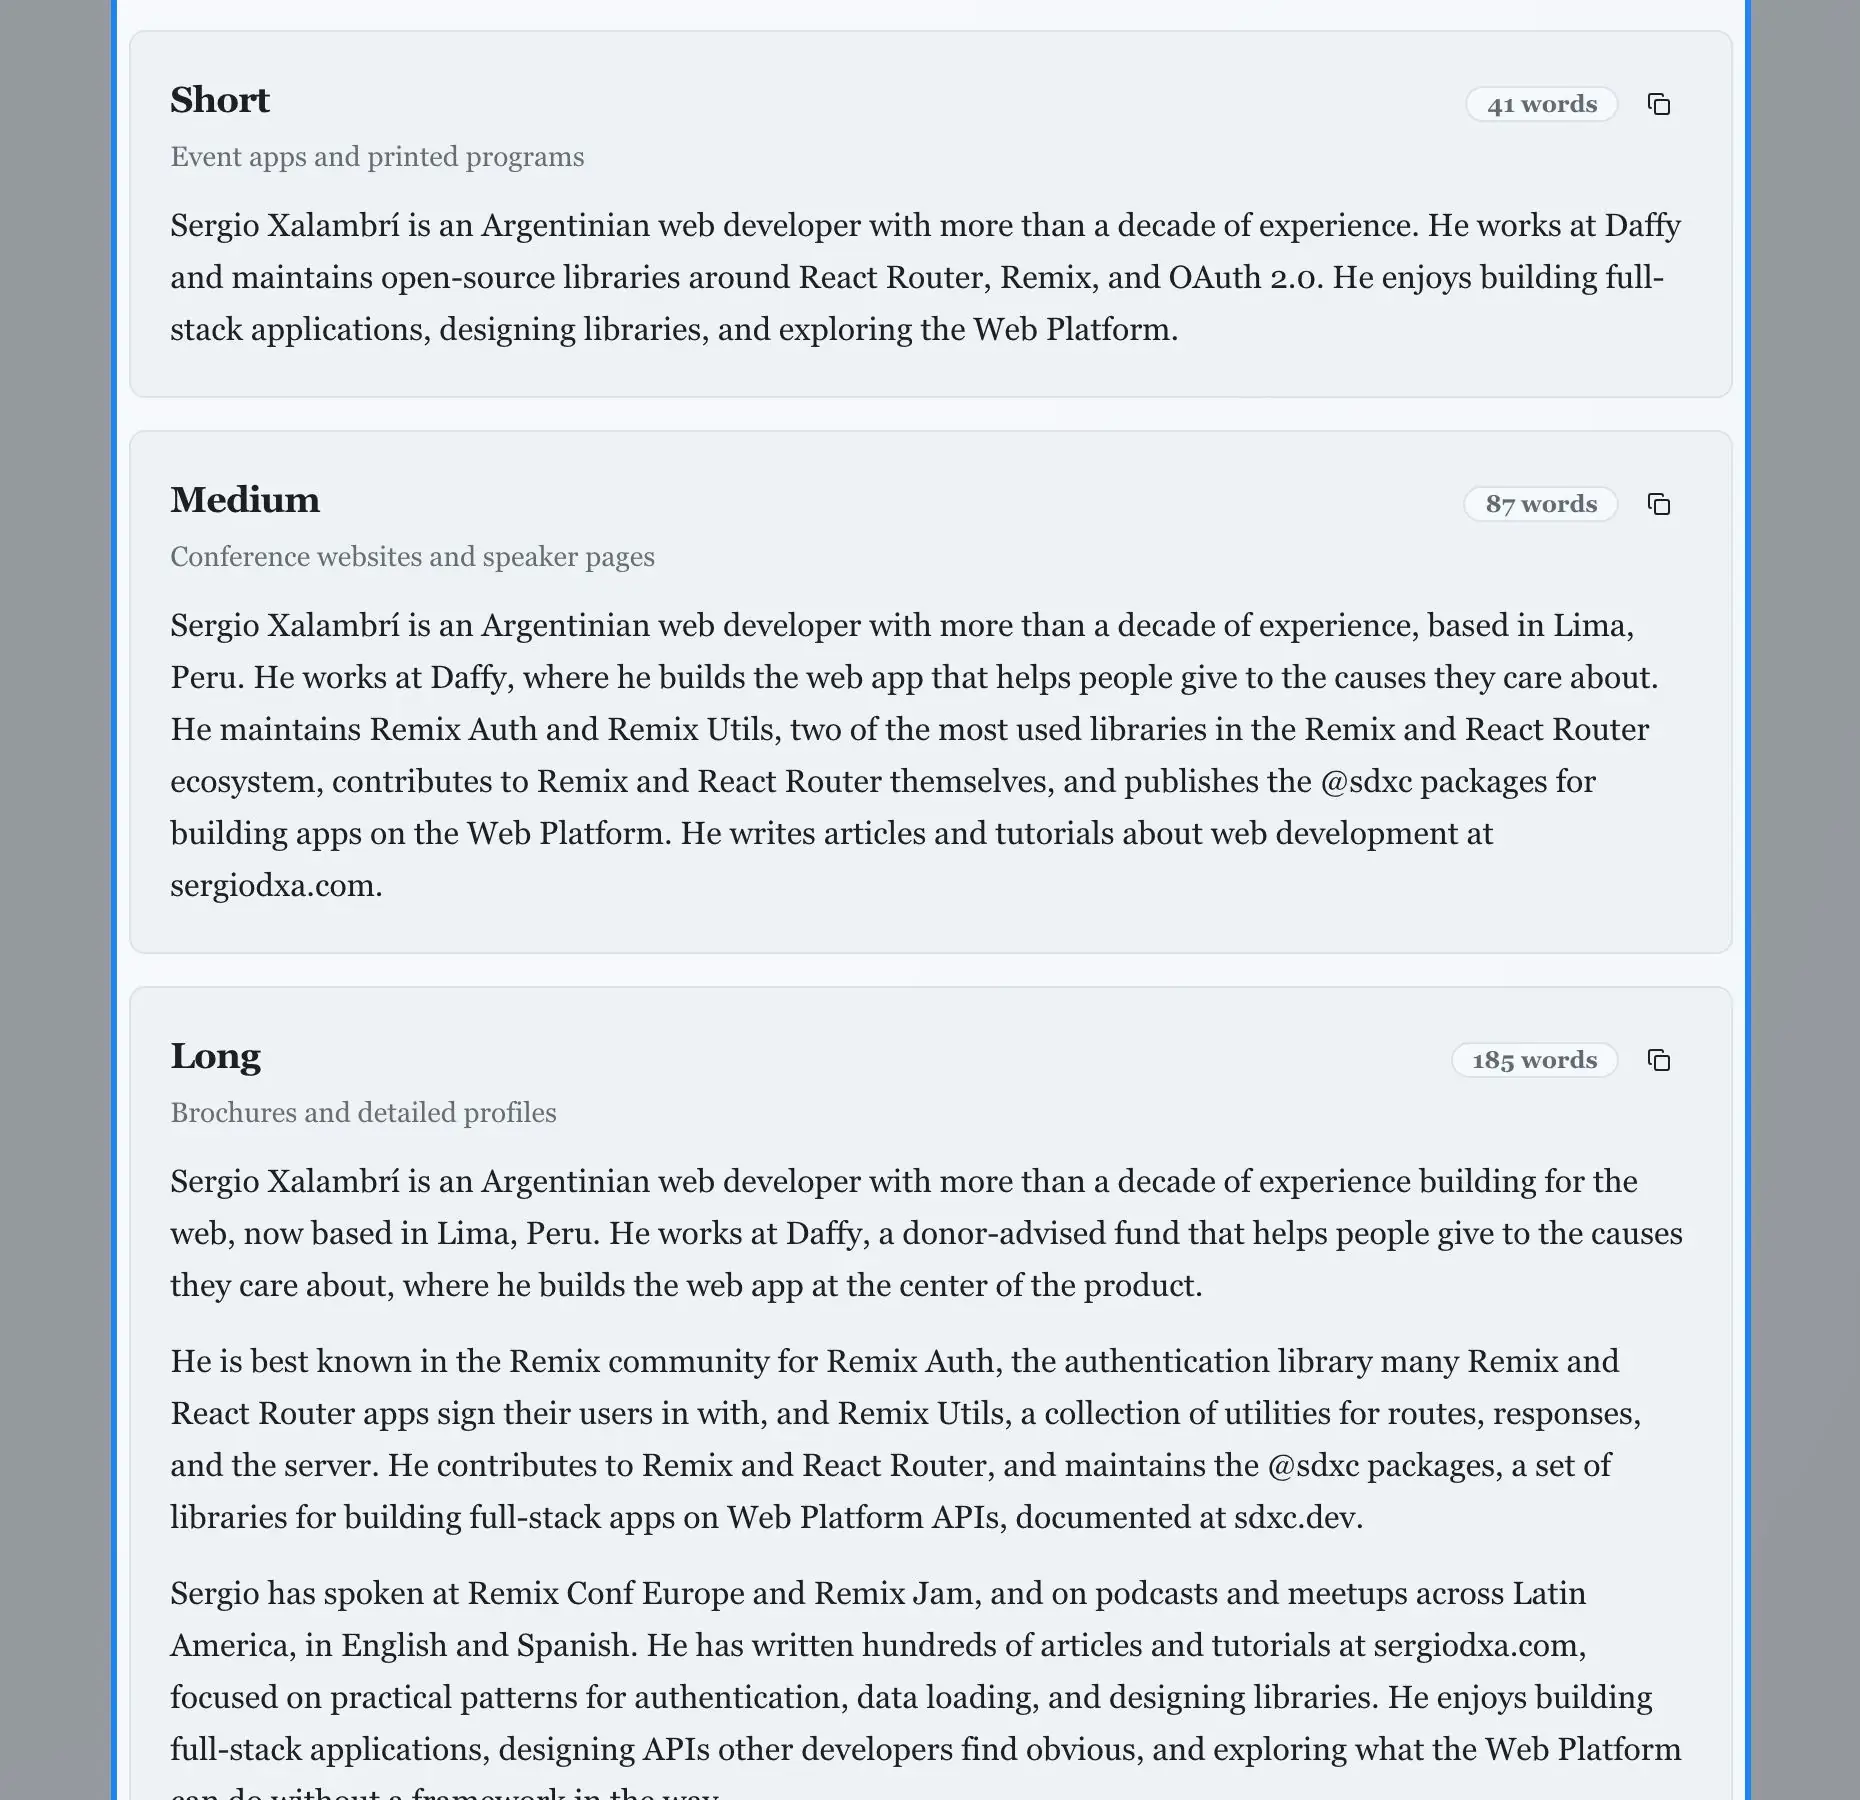 Short
41 words
Event apps and printed programs
Sergio Xalambrí is an Argentinian web developer with more than a decade of experience. He works at Daffy
and maintains open-source libraries around React Router, Remix, and OAuth 2.0. He enjoys building full-
stack applications, designing libraries, and exploring the Web Platform.
Medium
87 words
Conference websites and speaker pages
Sergio Xalambrí is an Argentinian web developer with more than a decade of experience, based in Lima,
Peru. He works at Daffy, where he builds the web app that helps people give to the causes they care about.
He maintains Remix Auth and Remix Utils, two of the most used libraries in the Remix and React Router
ecosystem, contributes to Remix and React Router themselves, and publishes the @sdxc packages for
building apps on the Web Platform. He writes articles and tutorials about web development at
sergiodxa.com.
Long
185 words
Brochures and detailed profiles
Sergio Xalambrí is an Argentinian web developer with more than a decade of experience building for the
web, now based in Lima, Peru. He works at Daffy, a donor-advised fund that helps people give to the causes
they care about, where he builds the web app at the center of the product.
He is best known in the Remix community for Remix Auth, the authentication library many Remix and
React Router apps sign their users in with, and Remix Utils, a collection of utilities for routes, responses,
and the server. He contributes to Remix and React Router, and maintains the @sdxc packages, a set of
libraries for building full-stack apps on Web Platform APIs, documented at sdxc.dev.
Sergio has spoken at Remix Conf Europe and Remix Jam, and on podcasts and meetups across Latin
America, in English and Spanish. He has written hundreds of articles and tutorials at sergiodxa.com,
focused on practical patterns for authentication, data loading, and designing libraries. He enjoys building
full-stack applications, designing APIs other developers find obvious, and exploring what the Web Platform
can do without a framework in the way.